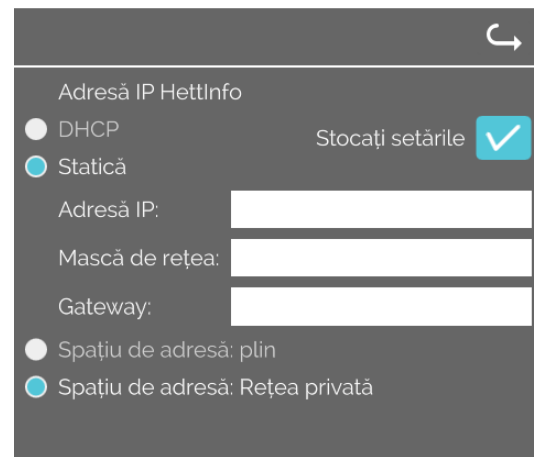 Adresă IP HettInfo
DHCP
Stocați setările
Statică
Adresă IP:
Mască de rețea:
Gateway:
Spațiu de adresă: plin
Spațiu de adresă: Rețea privată